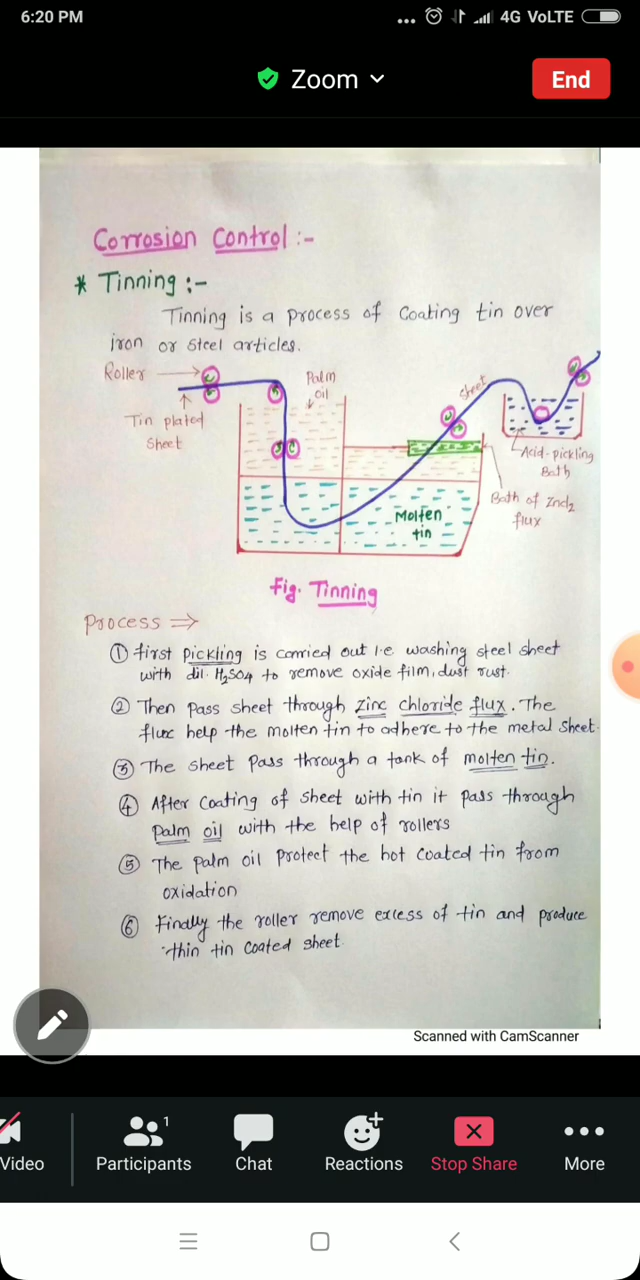 6:20 PM
4G VoLTE
Zoom
End
Corrosion Control :-
* Tinning :-
Tinning is a process of coating tin over
iron or steel articles.
Roller
Palm
oil
sheet
Tin plated
sheet
Acid-pickling
Bath
Bath of Zncl2
flux
Molten
tin
Fig. Tinning
Process ⇒
① First Pickling is carried out i.e washing steel sheet
with dil. H2SO4 to remove oxide film, dust rust.
② Then pass sheet through zinc chloride flux. The
flux help the molten tin to adhere to the metal sheet.
③ The sheet pass through a tank of molten tin.
④ After coating of sheet with tin it pass through
Palm oil with the help of rollers
⑤ The palm oil protect the hot coated tin from
oxidation
⑥ Finally the roller remove excess of tin and produce
thin tin coated sheet.
Scanned with CamScanner
Video
Participants
1
Chat
Reactions
Stop Share
More